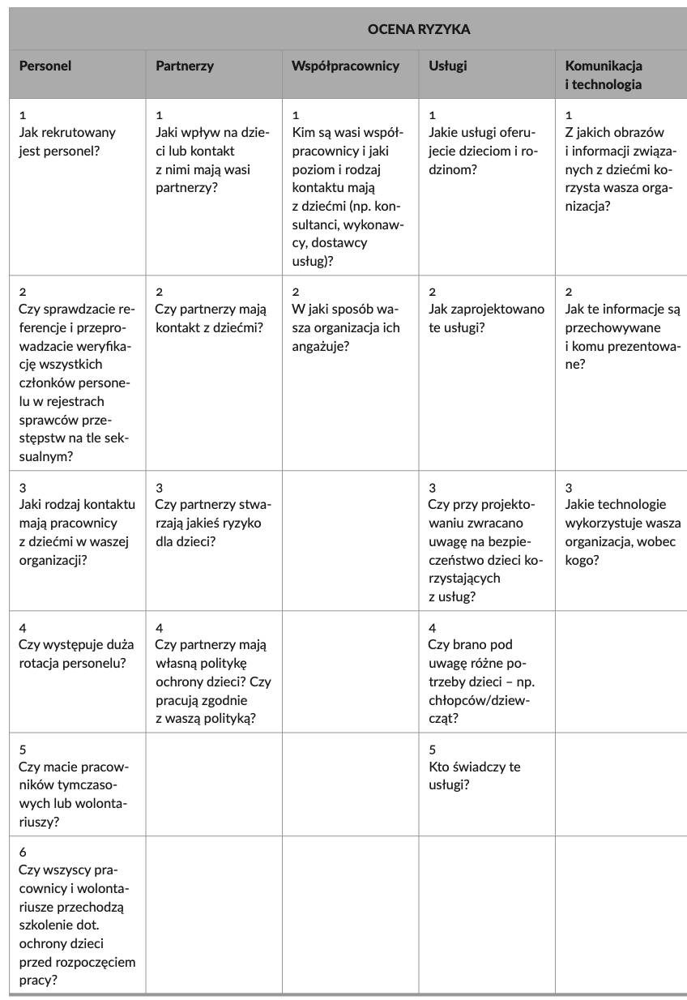 OCENA RYZYKA
Personel
Partnerzy
Współpracownicy
Usługi
Komunikacja
i technologia
1
Jak rekrutowany
jest personel?
1
Jaki wpływ na dzie-
ci lub kontakt
z nimi mają wasi
partnerzy?
1
Kim są wasi współ-
pracownicy i jaki
poziom i rodzaj
kontaktu mają
z dziećmi (np. kon-
sultanci, wykonaw-
cy, dostawcy
usług)?
1
Jakie usługi oferu-
jecie dzieciom i ro-
dzinom?
1
Z jakich obrazów
i informacji związa-
nych z dziećmi ko-
rzysta wasza orga-
nizacja?
2
Czy sprawdzacie re-
ferencje i przepro-
wadzacie weryfika-
cję wszystkich
członków persone-
lu w rejestrach
sprawców prze-
stępstw na tle sek-
sualnym?
2
Czy partnerzy mają
kontakt z dziećmi?
2
W jaki sposób wa-
sza organizacja ich
angażuje?
2
Jak zaprojektowano
te usługi?
2
Jak te informacje są
przechowywane
i komu prezentowa-
ne?
3
Jaki rodzaj kontaktu
mają pracownicy
z dziećmi w waszej
organizacji?
3
Czy partnerzy stwa-
rzają jakieś ryzyko
dla dzieci?
3
Czy przy projekto-
waniu zwracano
uwagę na bezpie-
czeństwo dzieci ko-
rzystających
z usług?
3
Jakie technologie
wykorzystuje wasza
organizacja, wobec
kogo?
4
Czy występuje duża
rotacja personelu?
4
Czy partnerzy mają
własną politykę
ochrony dzieci? Czy
pracują zgodnie
z waszą polityką?
4
Czy brano pod
uwagę różne po-
trzeby dzieci – np.
chłopców/dziew-
cząt?
5
Czy macie pracow-
ników tymczaso-
wych lub wolonta-
riuszy?
5
Kto świadczy te
usługi?
6
Czy wszyscy pra-
cownicy i wolonta-
riusze przechodzą
szkolenie dot.
ochrony dzieci
przed rozpoczęciem
pracy?